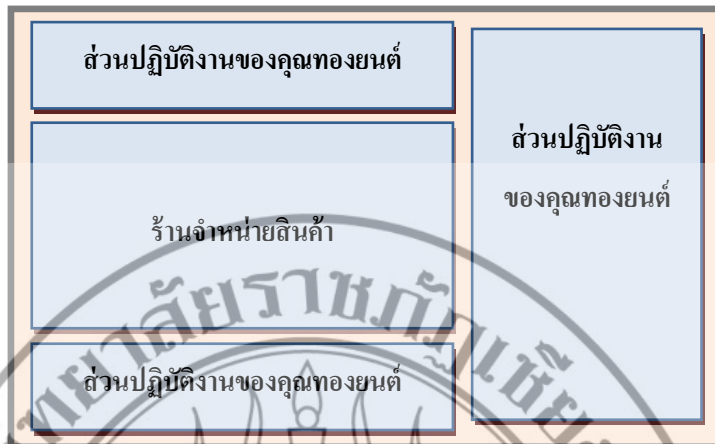 ส่วนปฏิบัติงานของคุณทองยนต์
ส่วนปฏิบัติงาน
ของคุณทองยนต์
ร้านจำหน่ายสินค้า
ส่วนปฏิบัติงานของคุณทองยนต์